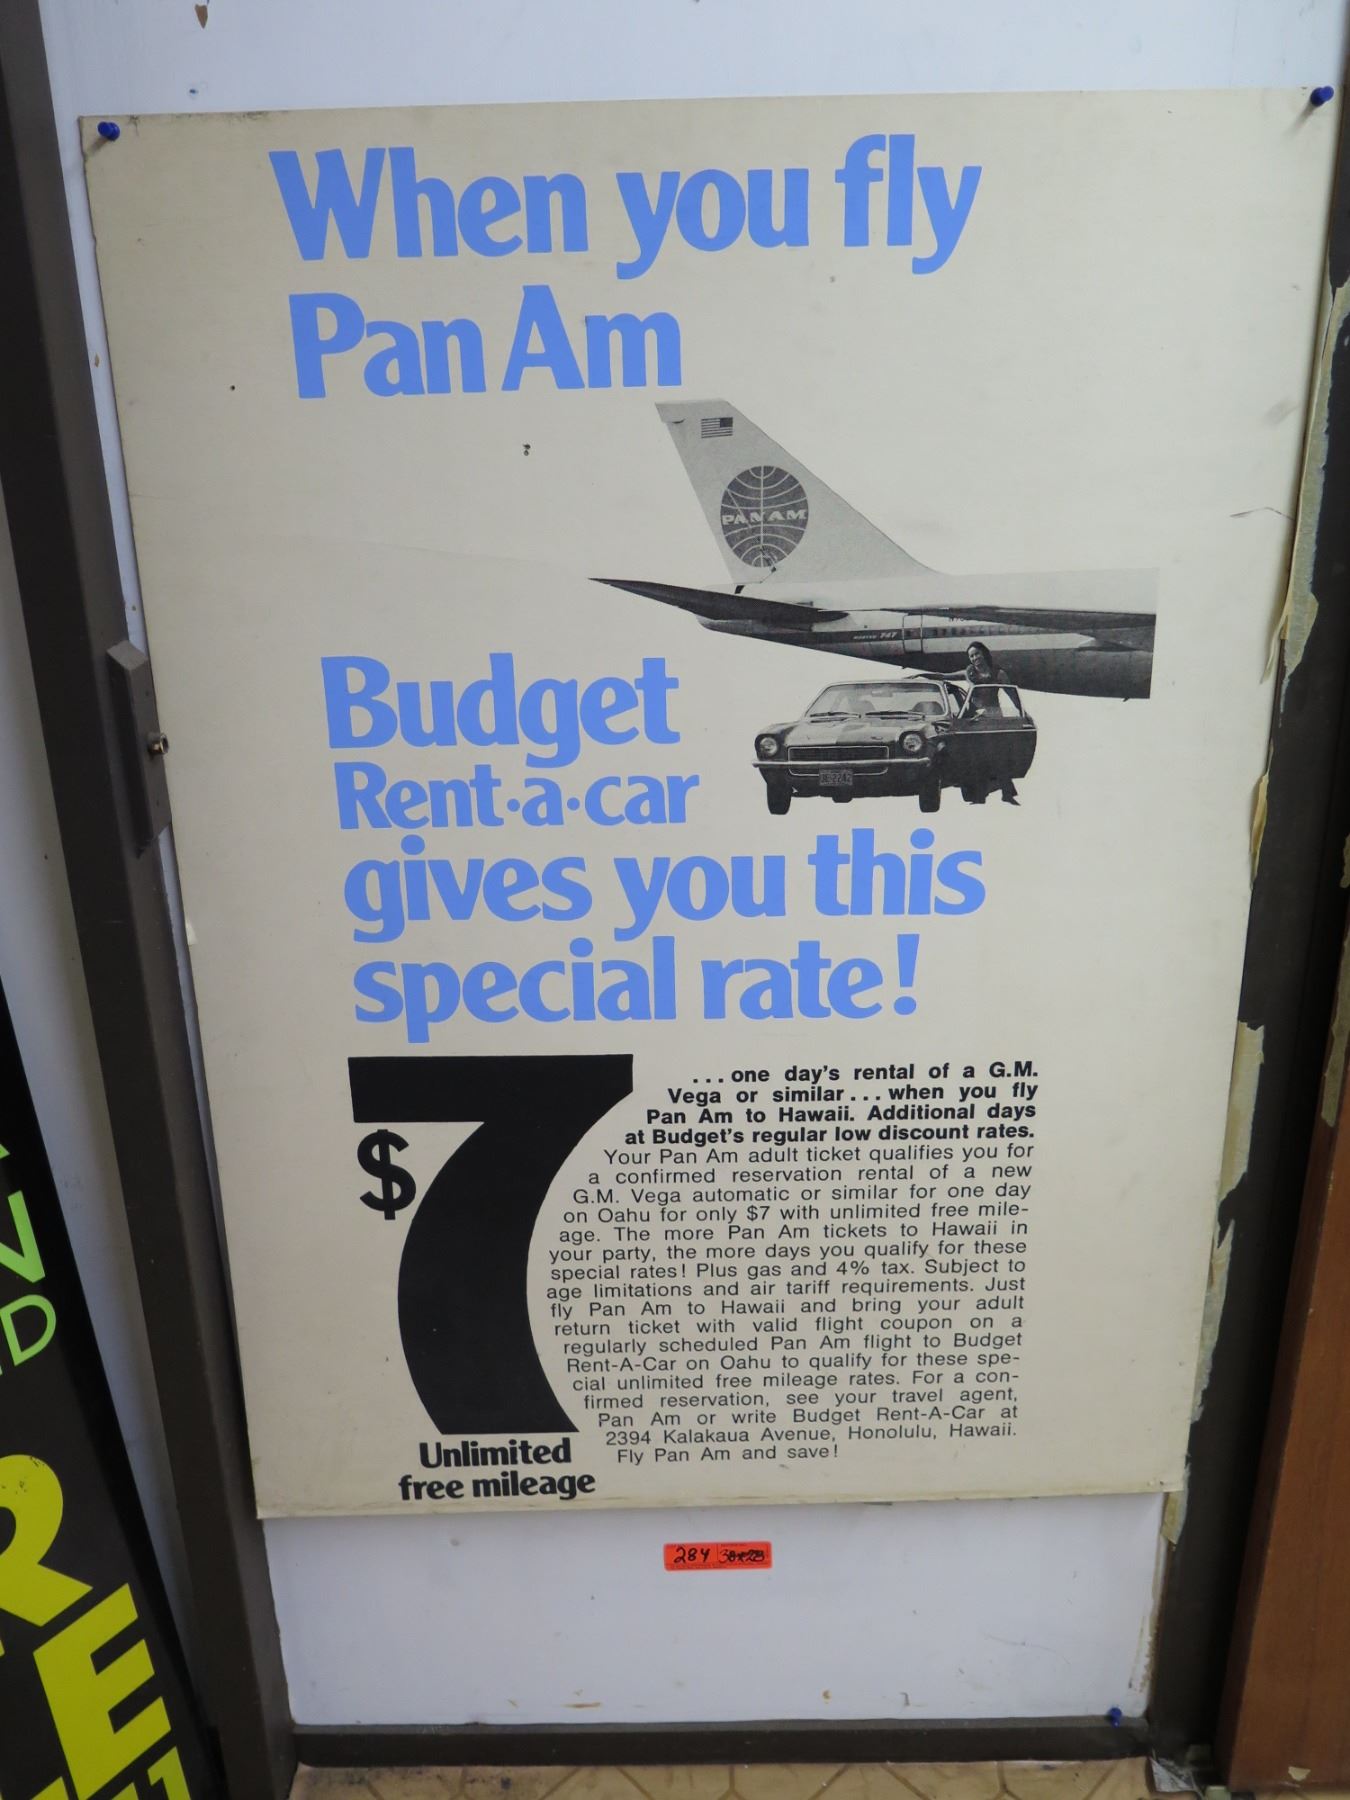 When you fly
Pan Am
PAN AM
BOEING 747
Budget
Rent·a·car
gives you this
special rate!
$7
Unlimited
free mileage
...one day's rental of a G.M.
Vega or similar...when you fly
Pan Am to Hawaii. Additional days
at Budget's regular low discount rates.
Your Pan Am adult ticket qualifies you for
a confirmed reservation rental of a new
G.M. Vega automatic or similar for one day
on Oahu for only $7 with unlimited free mile-
age. The more Pan Am tickets to Hawaii in
your party, the more days you qualify for these
special rates! Plus gas and 4% tax. Subject to
age limitations and air tariff requirements. Just
fly Pan Am to Hawaii and bring your adult
return ticket with valid flight coupon on a
regularly scheduled Pan Am flight to Budget
Rent-A-Car on Oahu to qualify for these spe-
cial unlimited free mileage rates. For a con-
firmed reservation, see your travel agent,
Pan Am or write Budget Rent-A-Car at
2394 Kalakaua Avenue, Honolulu, Hawaii.
Fly Pan Am and save!
284